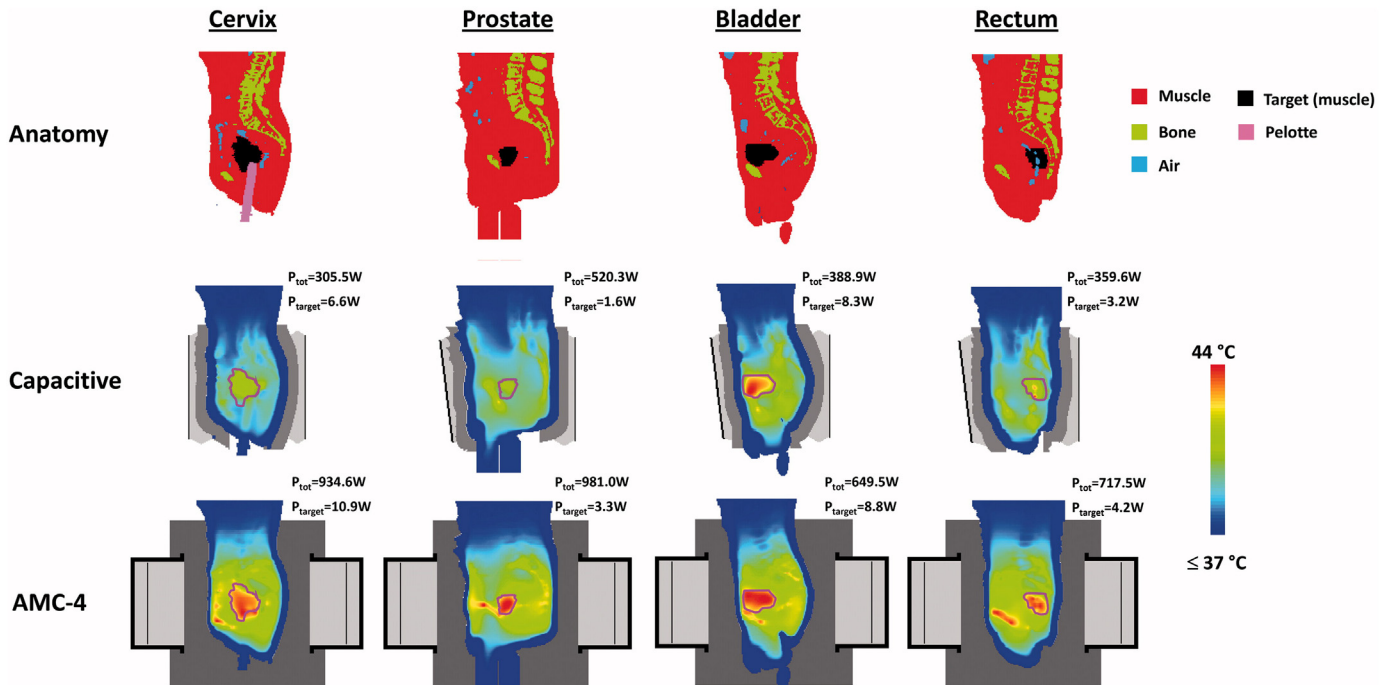 Cervix Prostate Bladder Rectum
Anatomy
Muscle Target (muscle)
Bone Pelotte
Air
Capacitive
Ptot=305.5W Ptot=520.3W Ptot=388.9W Ptot=359.6W
Ptarget=6.6W Ptarget=1.6W Ptarget=8.3W Ptarget=3.2W
44 °C
≤ 37 °C
AMC-4
Ptot=934.6W Ptot=981.0W Ptot=649.5W Ptot=717.5W
Ptarget=10.9W Ptarget=3.3W Ptarget=8.8W Ptarget=4.2W